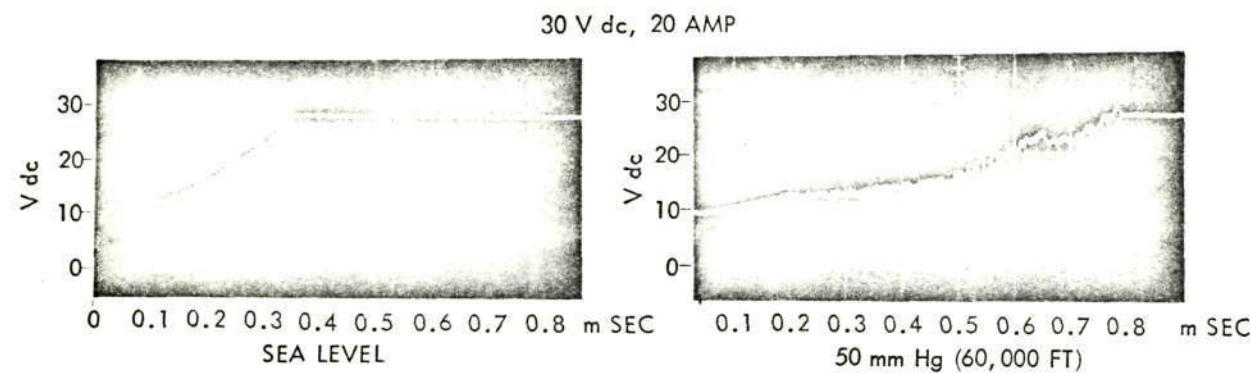 30 V dc, 20 AMP
30
20
10
0
V dc
0 0.1 0.2 0.3 0.4 0.5 0.6 0.7 0.8 m SEC
SEA LEVEL
30
20
10
0
V dc
0.1 0.2 0.3 0.4 0.5 0.6 0.7 0.8 m SEC
50 mm Hg (60,000 FT)